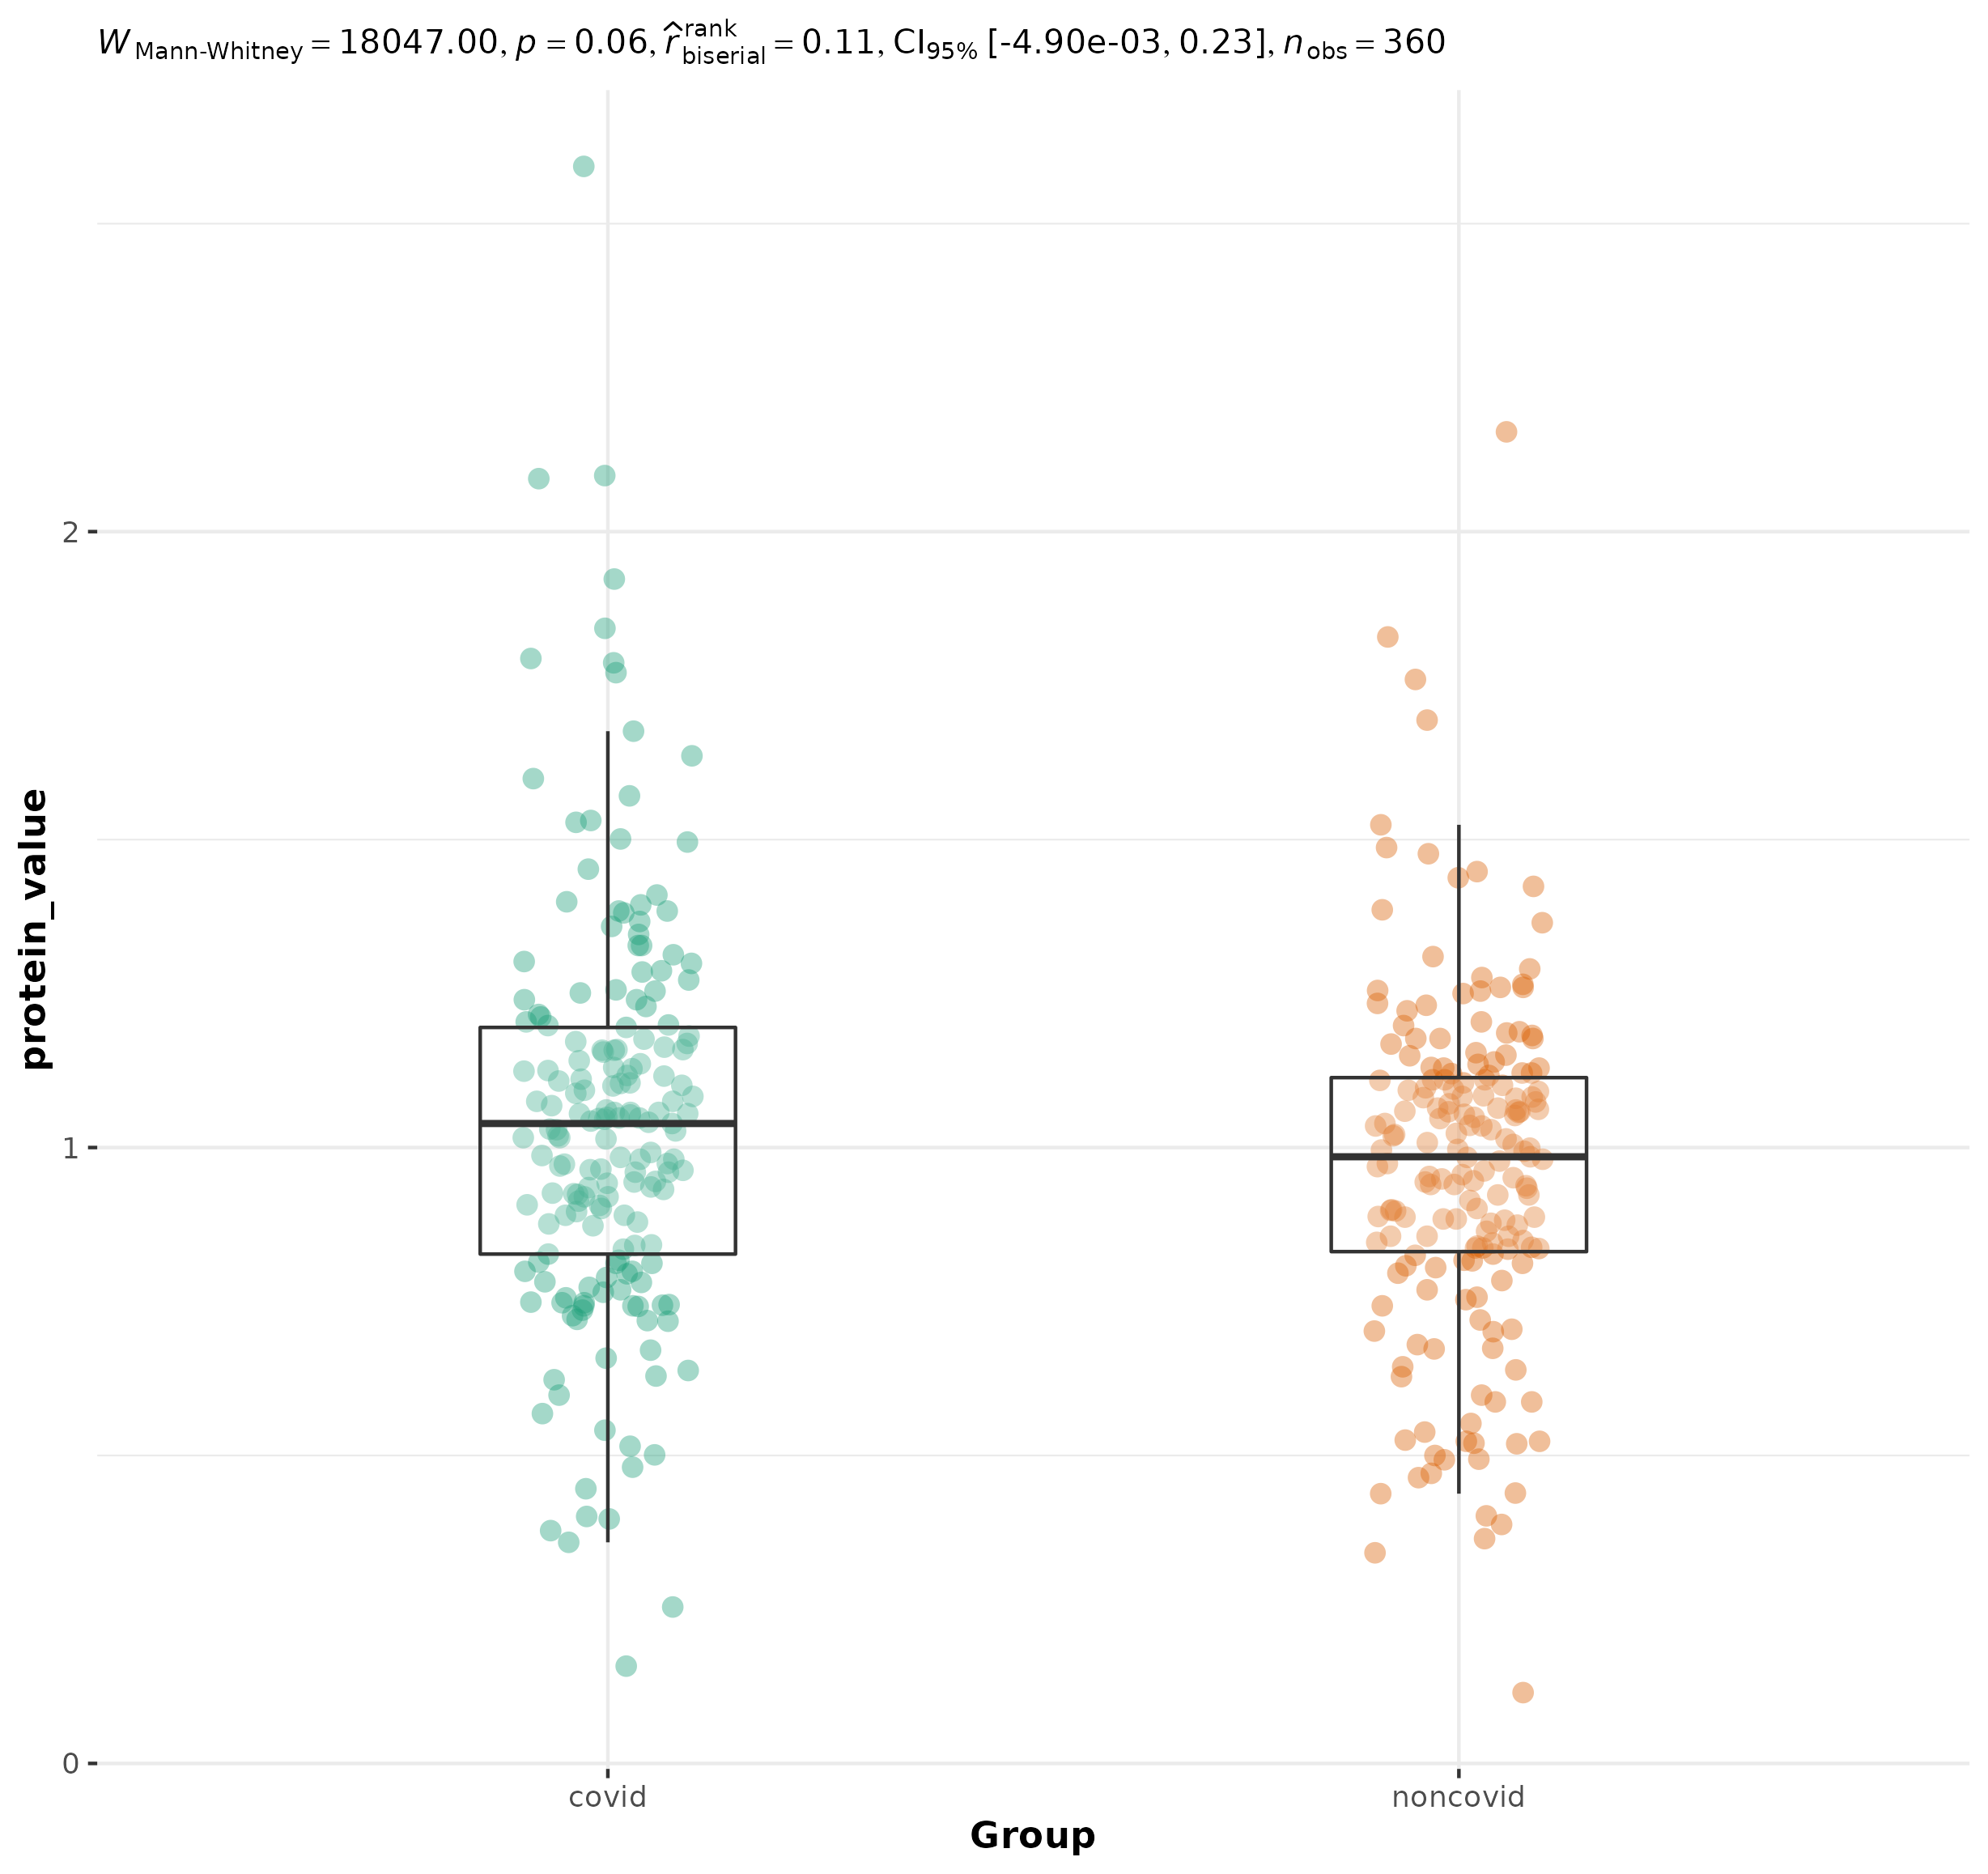 W Mann-Whitney = 18047.00, p = 0.06, r̂ rank biserial = 0.11, CI95% [-4.90e-03, 0.23], nobs = 360
protein_value
2
1
0
covid noncovid
Group